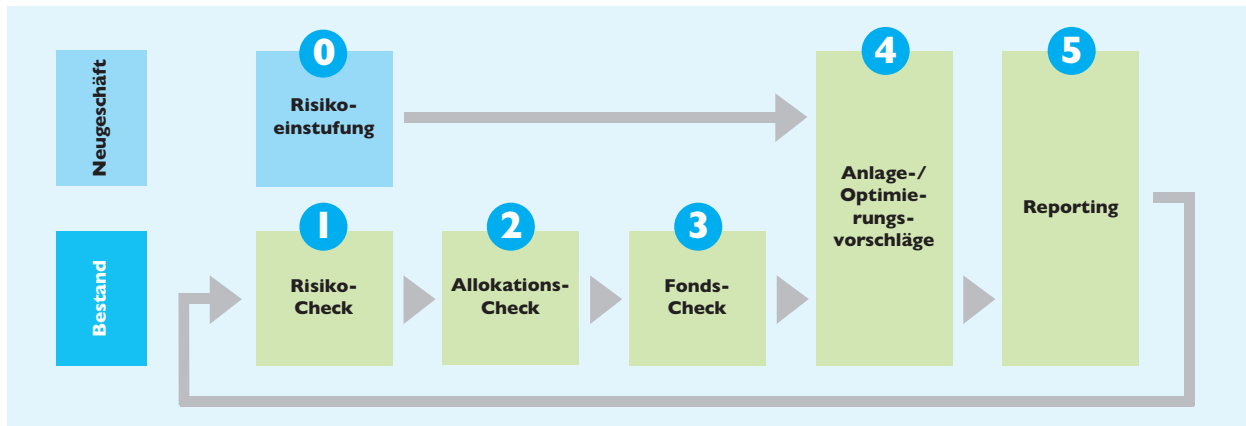 Neugeschäft
0
Risiko-
einstufung
4
Anlage-/
Optimie-
rungs-
vorschläge
5
Reporting
Bestand
1
Risiko-
Check
2
Allokations-
Check
3
Fonds-
Check